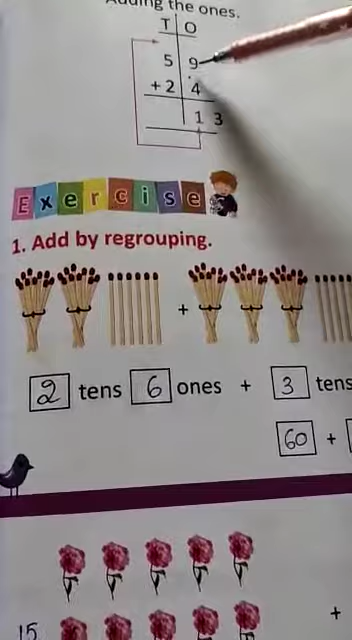 Adding the ones.
T O
5 9
+ 2 4
1 3
Exercise
1. Add by regrouping.
+
2 tens 6 ones + 3 tens
60 +
+
15